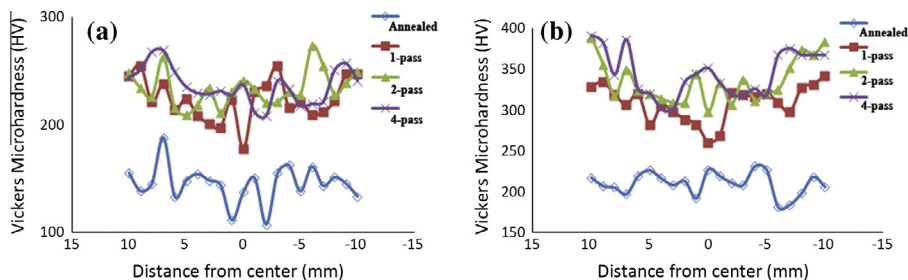 (a)
Vickers Microhardness (HV)
300
200
100
15 10 5 0 -5 -10 -15
Distance from center (mm)
Annealed
1-pass
2-pass
4-pass
(b)
Vickers Microhardness (HV)
400
350
300
250
200
150
15 10 5 0 -5 -10 -15
Distance from center (mm)
Annealed
1-pass
2-pass
4-pass